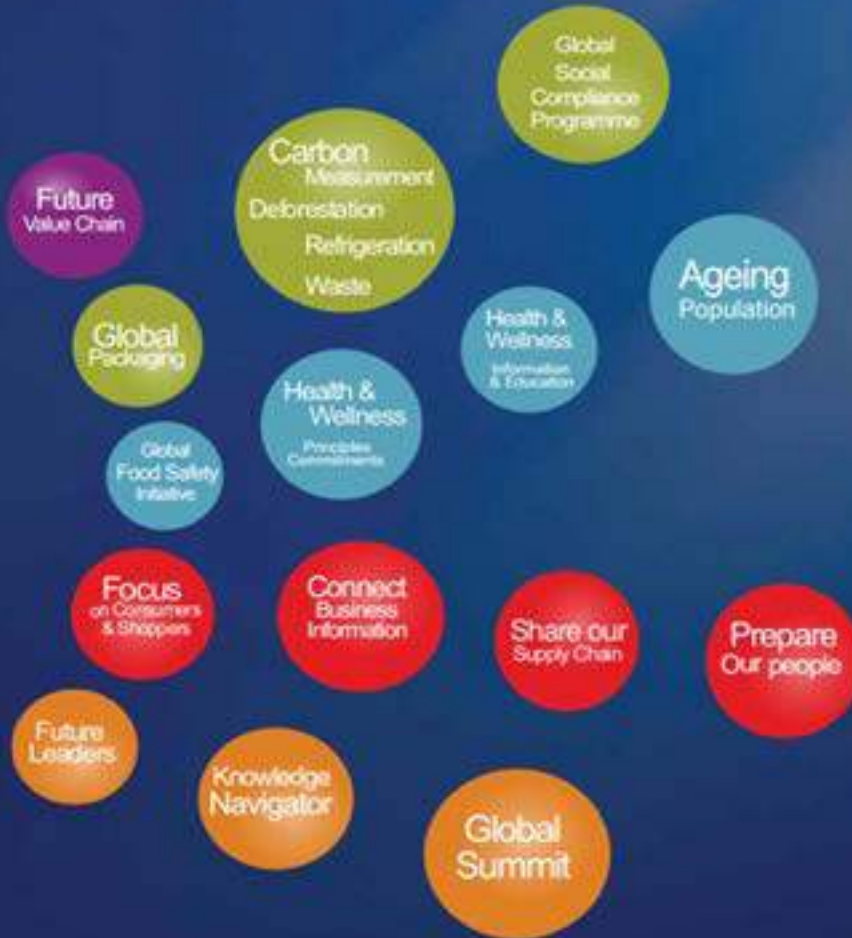 Global
Social
Compliance
Programme
Carbon
Measurement
Deforestation
Refrigeration
Waste
Future
Value Chain
Ageing
Population
Global
Packaging
Health &
Wellness
Information
& Education
Health &
Wellness
Principles
Commitments
Global
Food Safety
Initiative
Focus
on Consumers
& Shoppers
Connect
Business
Information
Share our
Supply Chain
Prepare
Our people
Future
Leaders
Knowledge
Navigator
Global
Summit